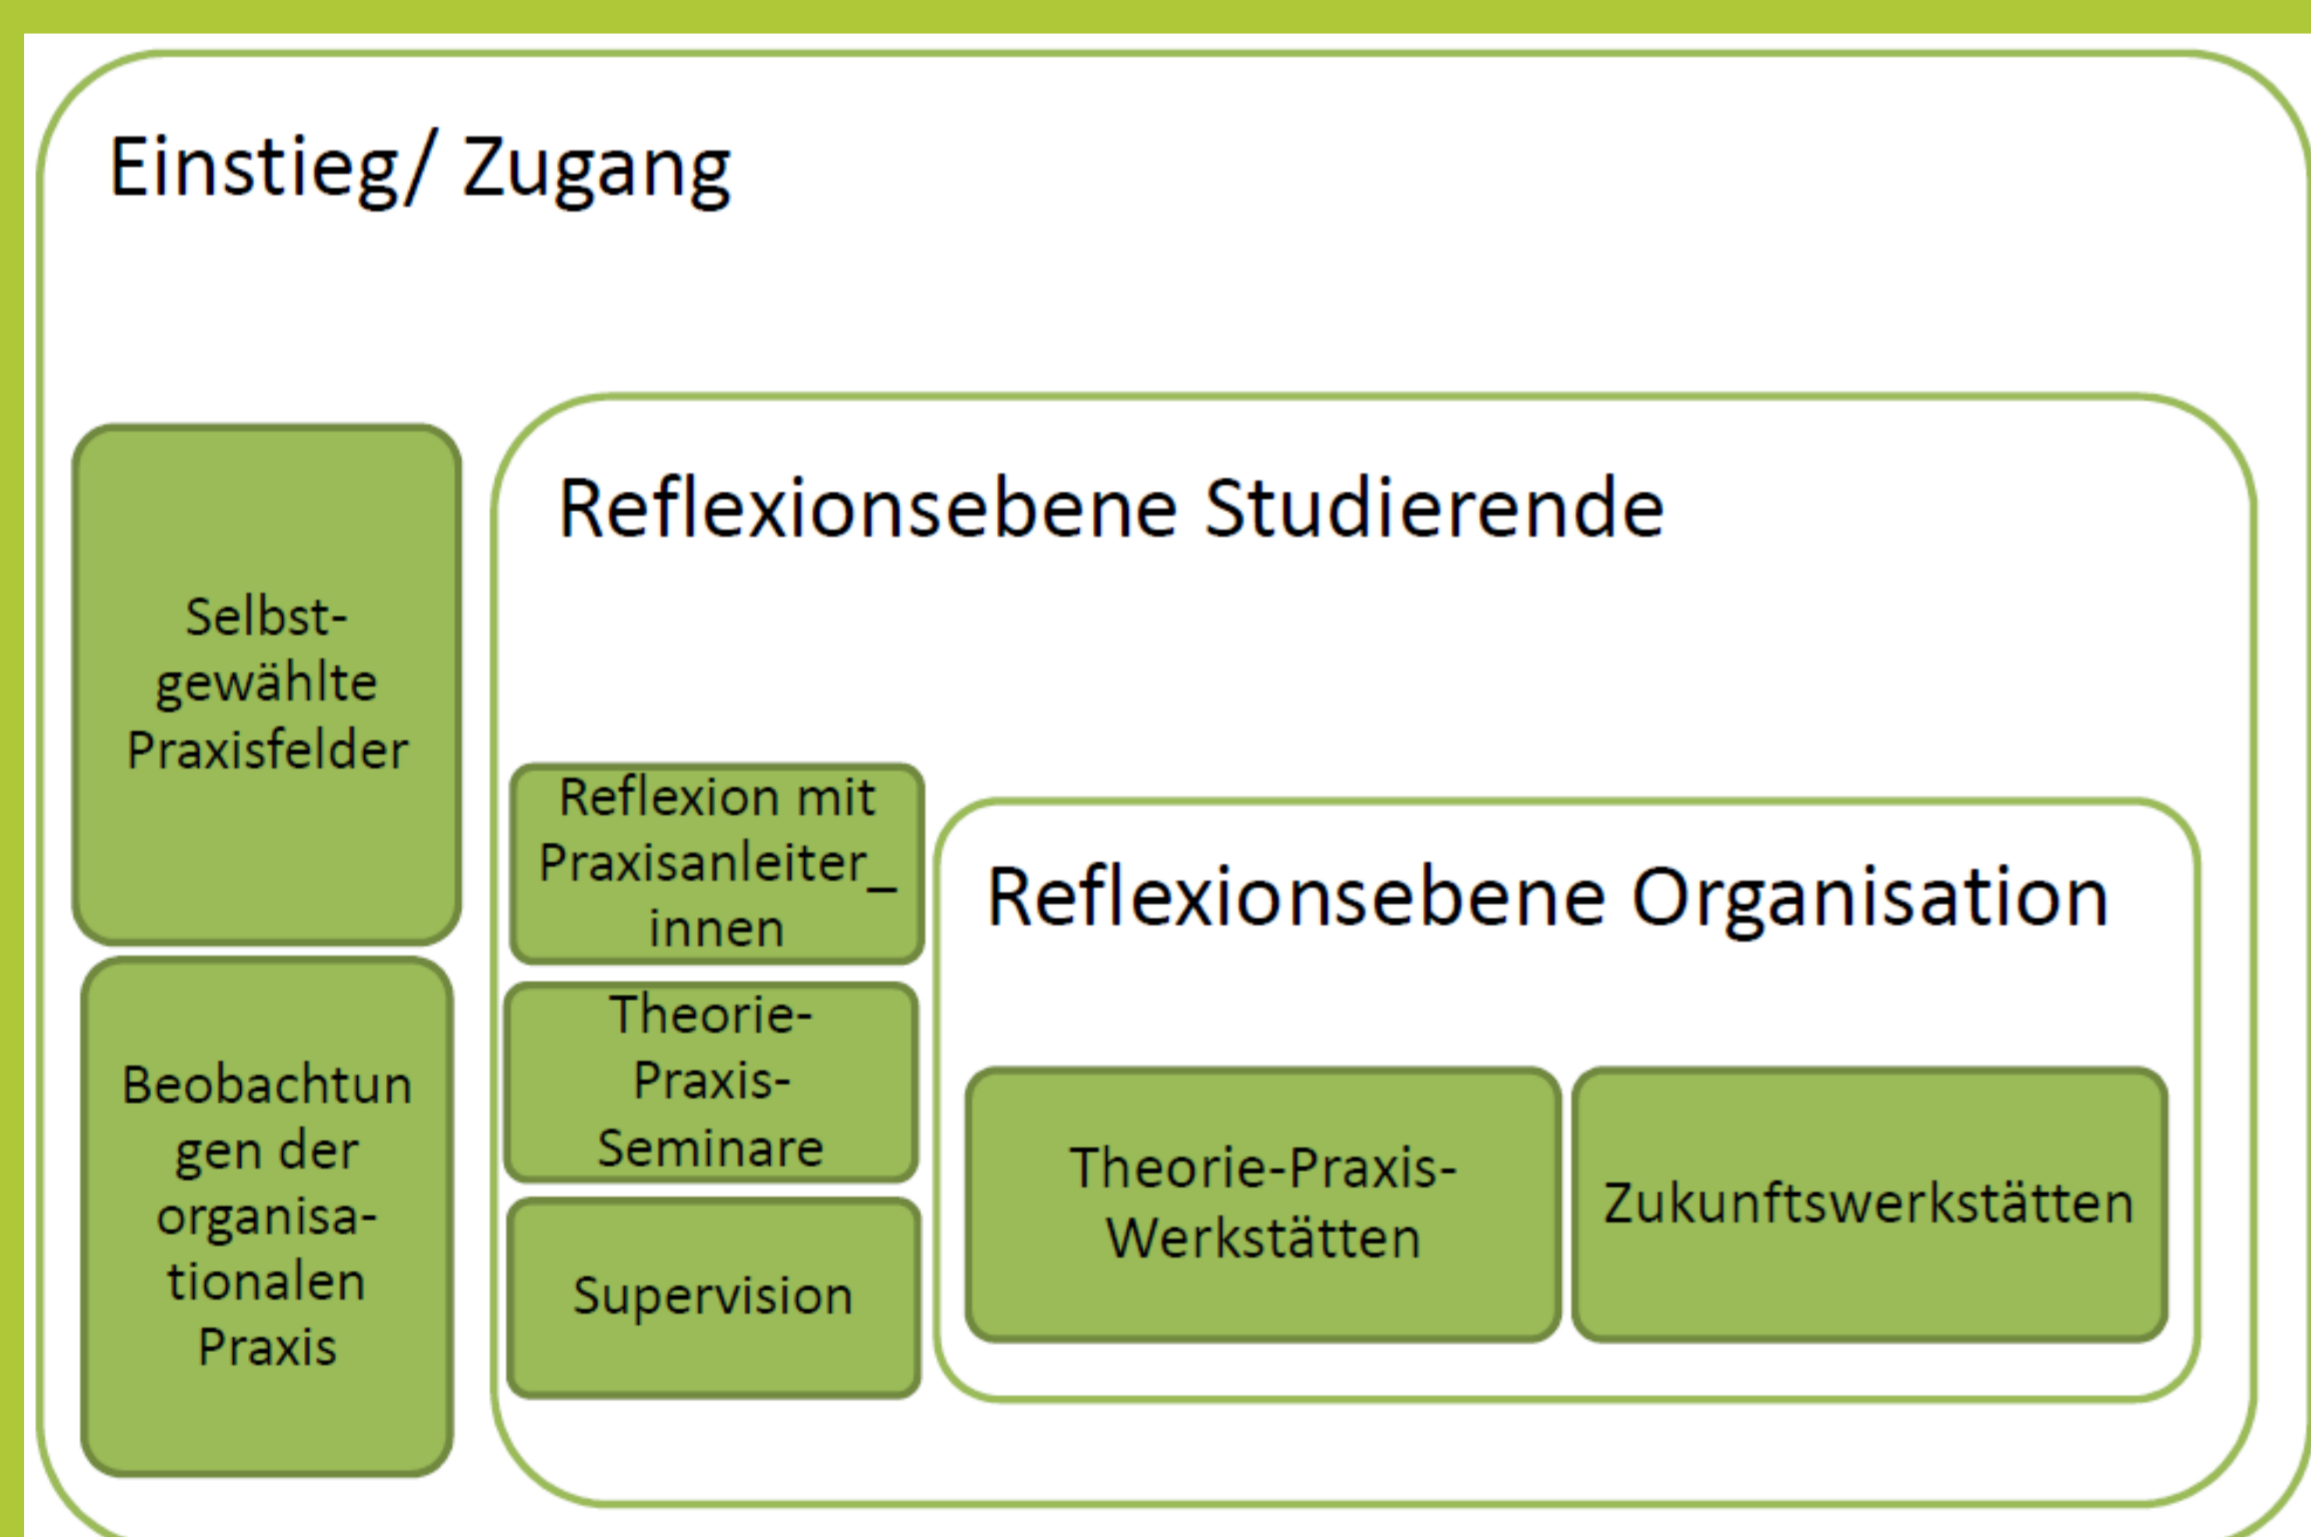 Einstieg/ Zugang
Selbst-
gewählte
Praxisfelder
Beobachtun
gen der
organisa-
tionalen
Praxis
Reflexionsebene Studierende
Reflexion mit
Praxisanleiter_
innen
Theorie-
Praxis-
Seminare
Supervision
Reflexionsebene Organisation
Theorie-Praxis-
Werkstätten
Zukunftswerkstätten